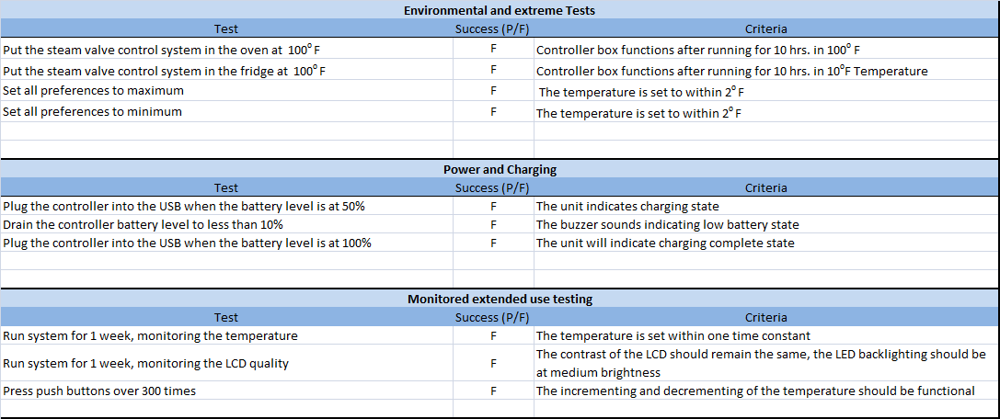 Environmental and extreme Tests
Test Success (P/F) Criteria
Put the steam valve control system in the oven at 100° F F Controller box functions after running for 10 hrs. in 100° F
Put the steam valve control system in the fridge at 100° F F Controller box functions after running for 10 hrs. in 10°F Temperature
Set all preferences to maximum F The temperature is set to within 2° F
Set all preferences to minimum F The temperature is set to within 2° F
Power and Charging
Test Success (P/F) Criteria
Plug the controller into the USB when the battery level is at 50% F The unit indicates charging state
Drain the controller battery level to less than 10% F The buzzer sounds indicating low battery state
Plug the controller into the USB when the battery level is at 100% F The unit will indicate charging complete state
Monitored extended use testing
Test Success (P/F) Criteria
Run system for 1 week, monitoring the temperature F The temperature is set within one time constant
Run system for 1 week, monitoring the LCD quality F The contrast of the LCD should remain the same, the LED backlighting should be
at medium brightness
Press push buttons over 300 times F The incrementing and decrementing of the temperature should be functional